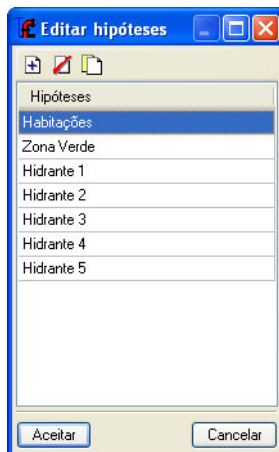 Editar hipóteses
Hipóteses
Habitações
Zona Verde
Hidrante 1
Hidrante 2
Hidrante 3
Hidrante 4
Hidrante 5
Aceitar
Cancelar